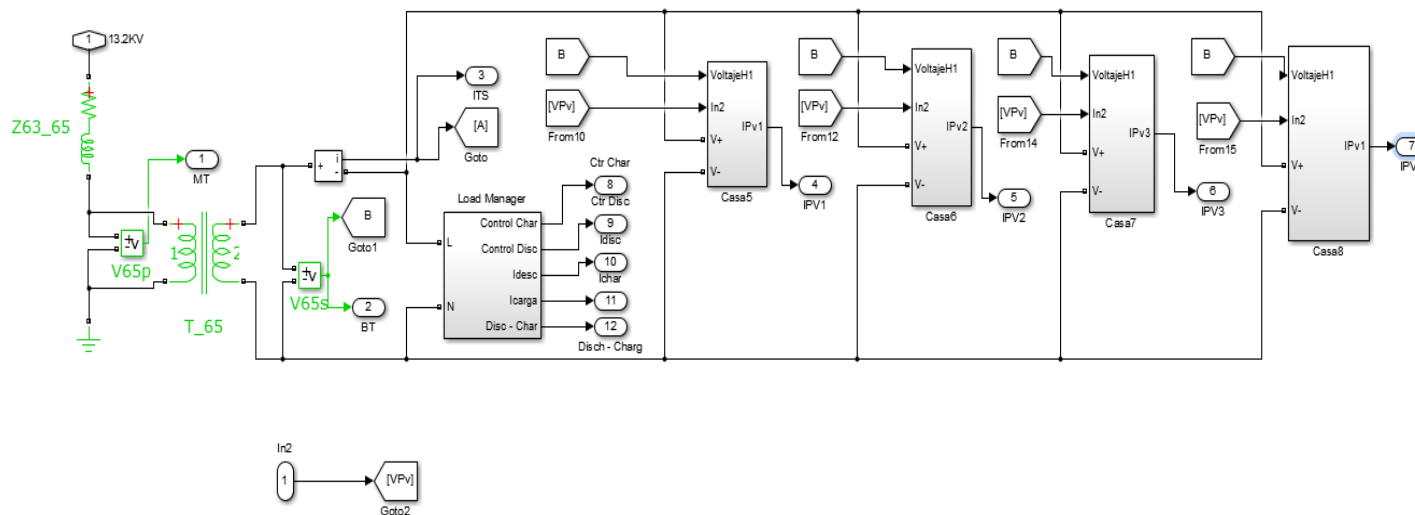 1
13.2KV
Z63_65
1
MT
V65p
1
2
T_65
+
i
-
3
ITS
[A]
Goto
B
Goto1
V65s
2
BT
Load Manager
L
N
Control Char
Control Disc
Idesc
Icarga
Disc - Char
Ctr Char
8
Ctr Disc
9
Idisc
10
Ichar
11
12
Disch - Charg
B
[VPv]
From10
VoltajeH1
In2
V+
V-
IPv1
Casa5
4
IPV1
B
[VPv]
From12
VoltajeH1
In2
V+
V-
IPv2
Casa6
5
IPV2
B
[VPv]
From14
VoltajeH1
In2
V+
V-
IPv3
Casa7
6
IPV3
B
[VPv]
From15
VoltajeH1
In2
V+
V-
IPv1
Casa8
7
In2
1
[VPv]
Goto2